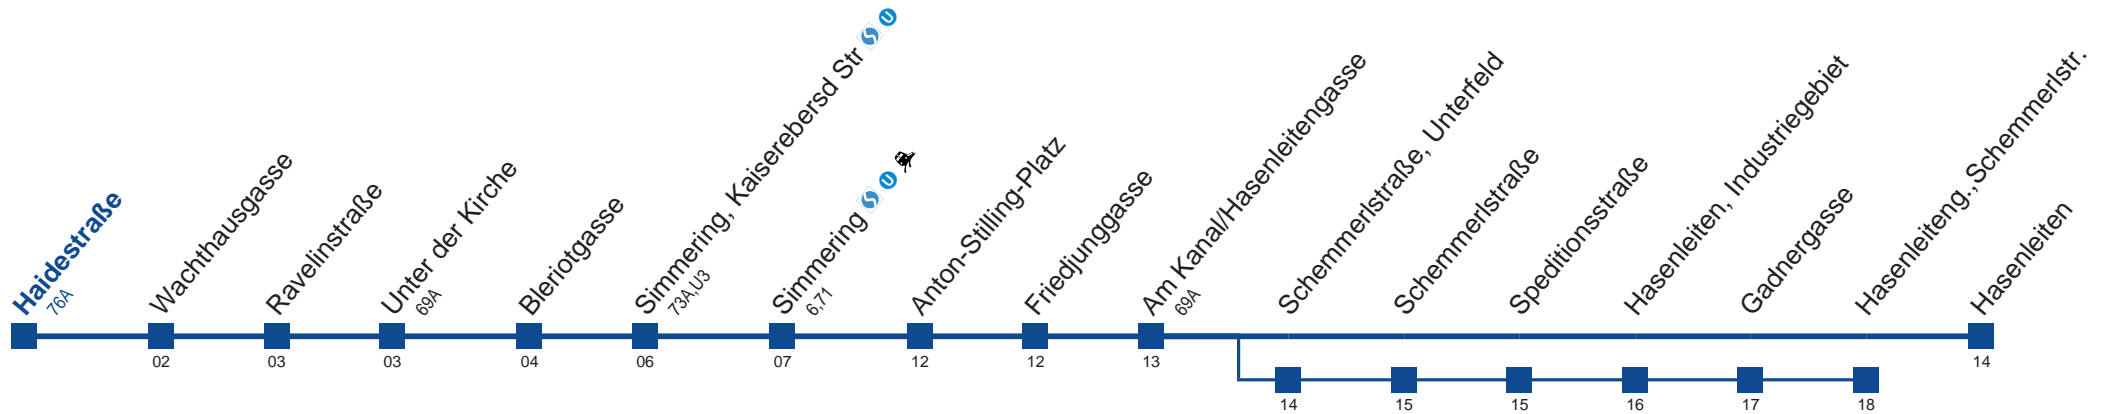 Haidestraße
76A
Wachthausgasse
Ravelinstraße
Unter der Kirche
69A
Bleriotgasse
Simmering, Kaiserebersd Str S U
73A,U3
Simmering S U
6,71
Anton-Stilling-Platz
Friedjunggasse
Am Kanal/Hasenleitengasse
69A
Schemmerlstraße, Unterfeld
Schemmerlstraße
Speditionsstraße
Hasenleiten, Industriegebiet
Gadnergasse
Hasenleiteng.,Schemmerlstr.
Hasenleiten
02 03 03 04 06 07 12 12 13 14
14 15 15 16 17 18